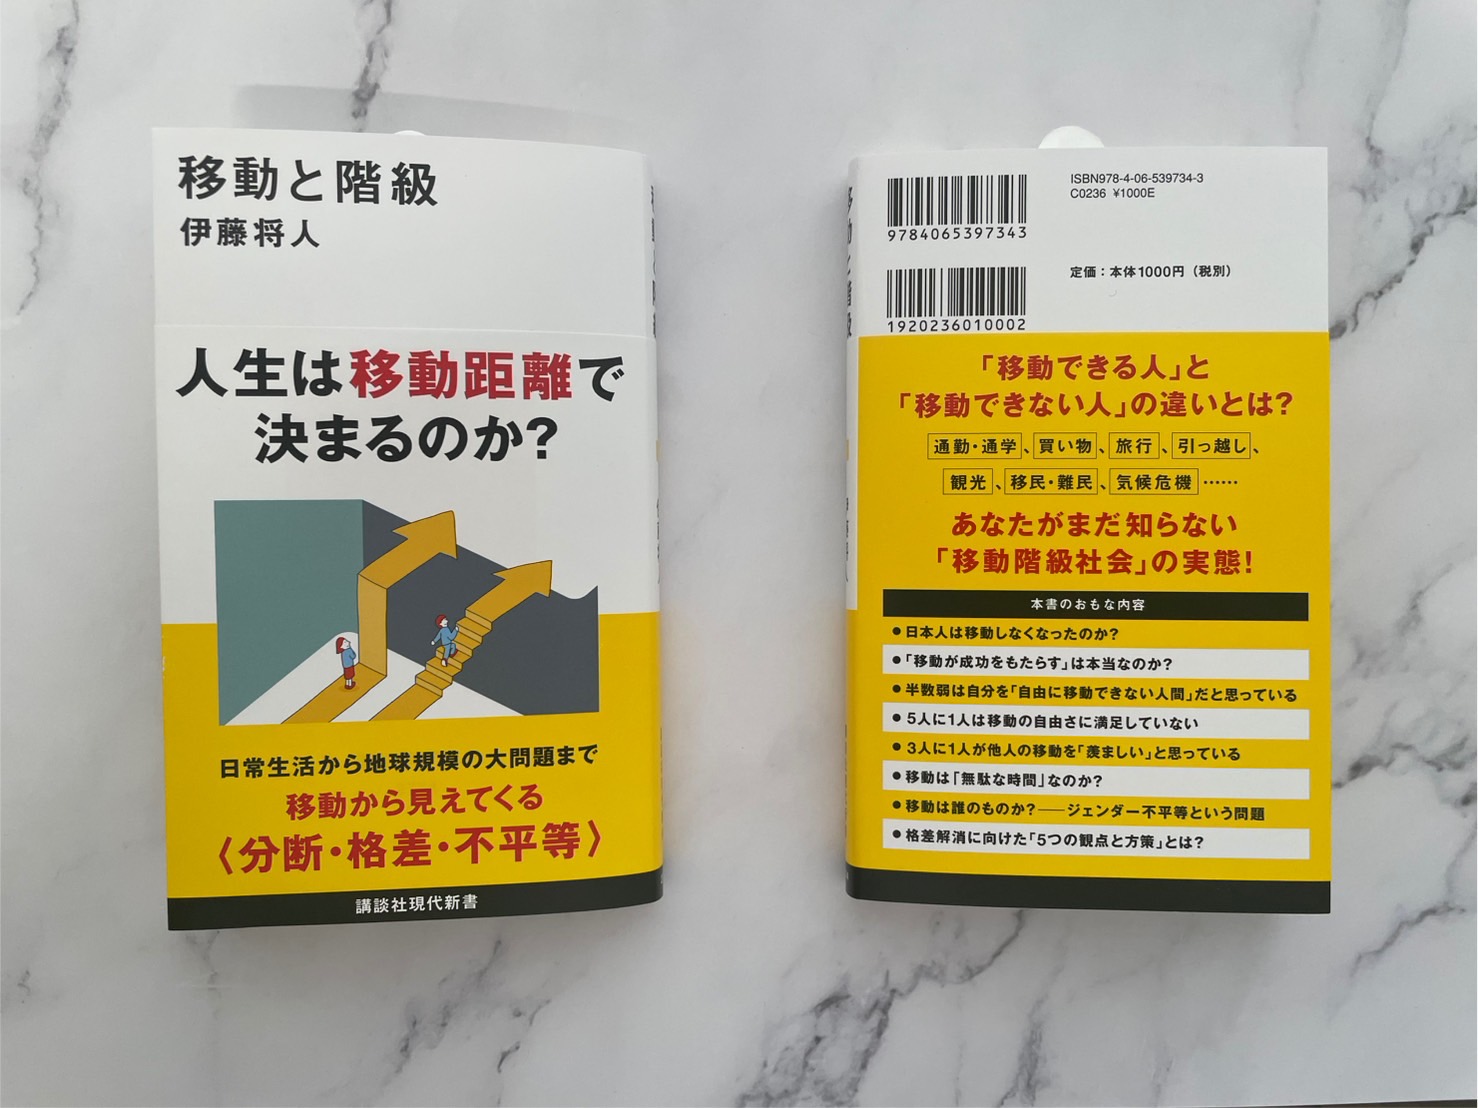 移動と階級
伊藤将人
人生は移動距離で
決まるのか?
日常生活から地球規模の大問題まで
移動から見えてくる
〈分断・格差・不平等〉
講談社現代新書
9784065397343
ISBN978-4-06-539734-3
C0236 ¥1000E
1920236010002
定価:本体1000円(税別)
「移動できる人」と
「移動できない人」の違いとは?
通勤・通学、買い物、旅行、引っ越し、
観光、移民・難民、気候危機……
あなたがまだ知らない
「移動階級社会」の実態!
本書のおもな内容
●日本人は移動しなくなったのか?
●「移動が成功をもたらす」は本当なのか?
●半数弱は自分を「自由に移動できない人間」だと思っている
●5人に1人は移動の自由さに満足していない
●3人に1人が他人の移動を「羨ましい」と思っている
●移動は「無駄な時間」なのか?
●移動は誰のものか?──ジェンダー不平等という問題
●格差解消に向けた「5つの観点と方策」とは?